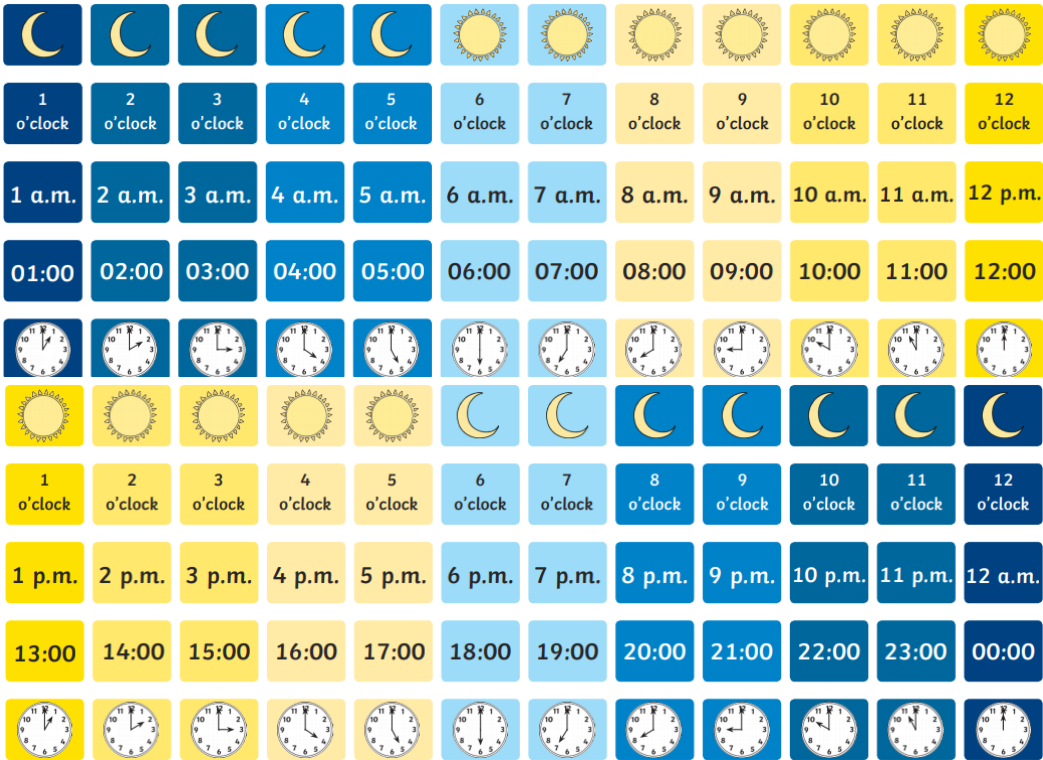 1 2 3 4 5 6 7 8 9 10 11 12
o'clock o'clock o'clock o'clock o'clock o'clock o'clock o'clock o'clock o'clock o'clock o'clock
1 a.m. 2 a.m. 3 a.m. 4 a.m. 5 a.m. 6 a.m. 7 a.m. 8 a.m. 9 a.m. 10 a.m. 11 a.m. 12 p.m.
01:00 02:00 03:00 04:00 05:00 06:00 07:00 08:00 09:00 10:00 11:00 12:00
1 2 3 4 5 6 7 8 9 10 11 12
o'clock o'clock o'clock o'clock o'clock o'clock o'clock o'clock o'clock o'clock o'clock o'clock
1 p.m. 2 p.m. 3 p.m. 4 p.m. 5 p.m. 6 p.m. 7 p.m. 8 p.m. 9 p.m. 10 p.m. 11 p.m. 12 a.m.
13:00 14:00 15:00 16:00 17:00 18:00 19:00 20:00 21:00 22:00 23:00 00:00